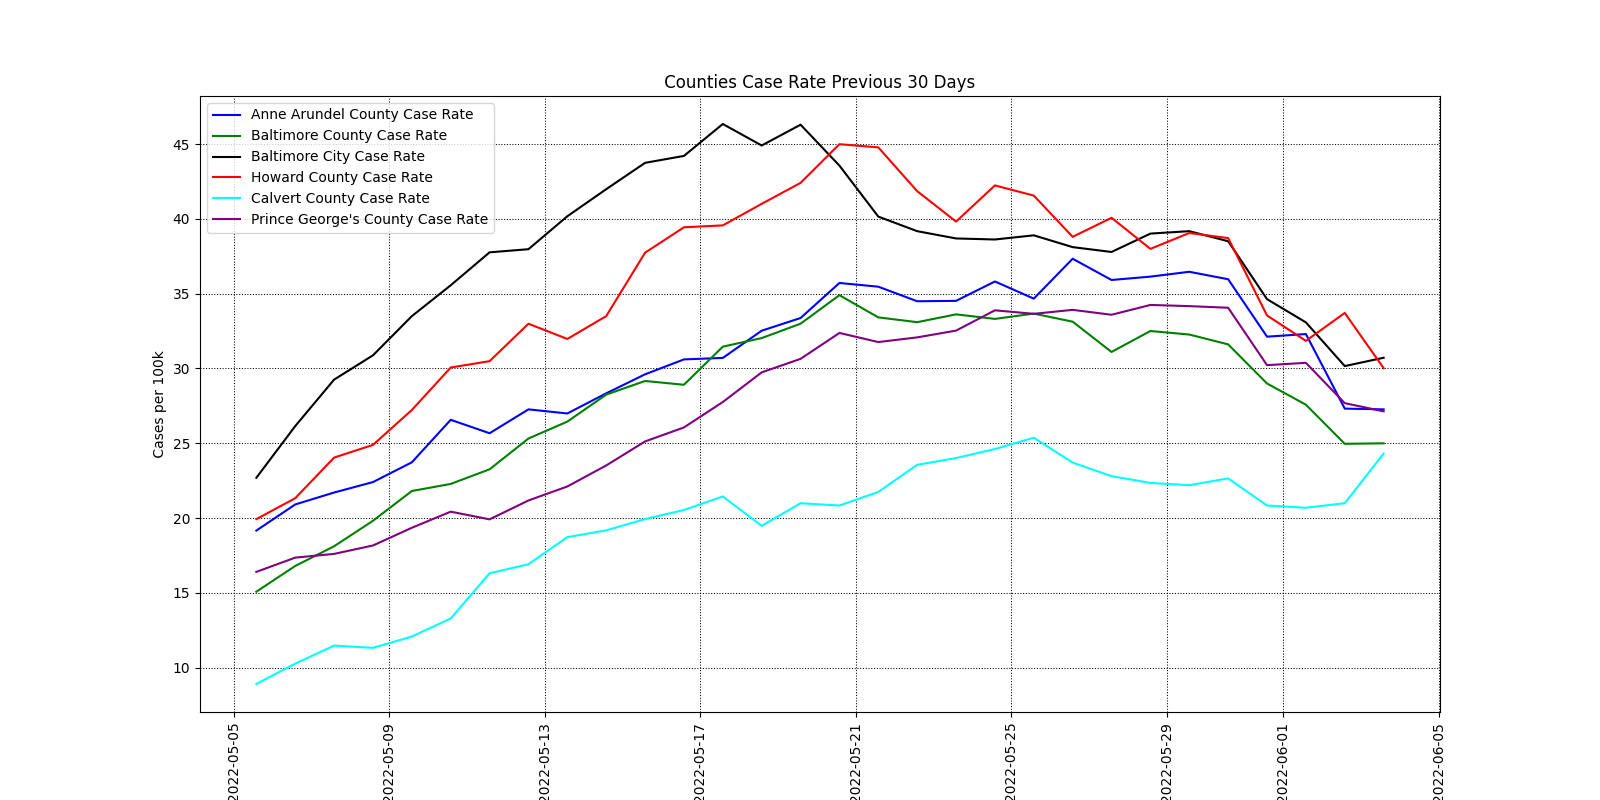 Counties Case Rate Previous 30 Days
Anne Arundel County Case Rate
Baltimore County Case Rate
Baltimore City Case Rate
Howard County Case Rate
Calvert County Case Rate
Prince George's County Case Rate
Cases per 100k
45
40
35
30
25
20
15
10
2022-05-05
2022-05-09
2022-05-13
2022-05-17
2022-05-21
2022-05-25
2022-05-29
2022-06-01
2022-06-05